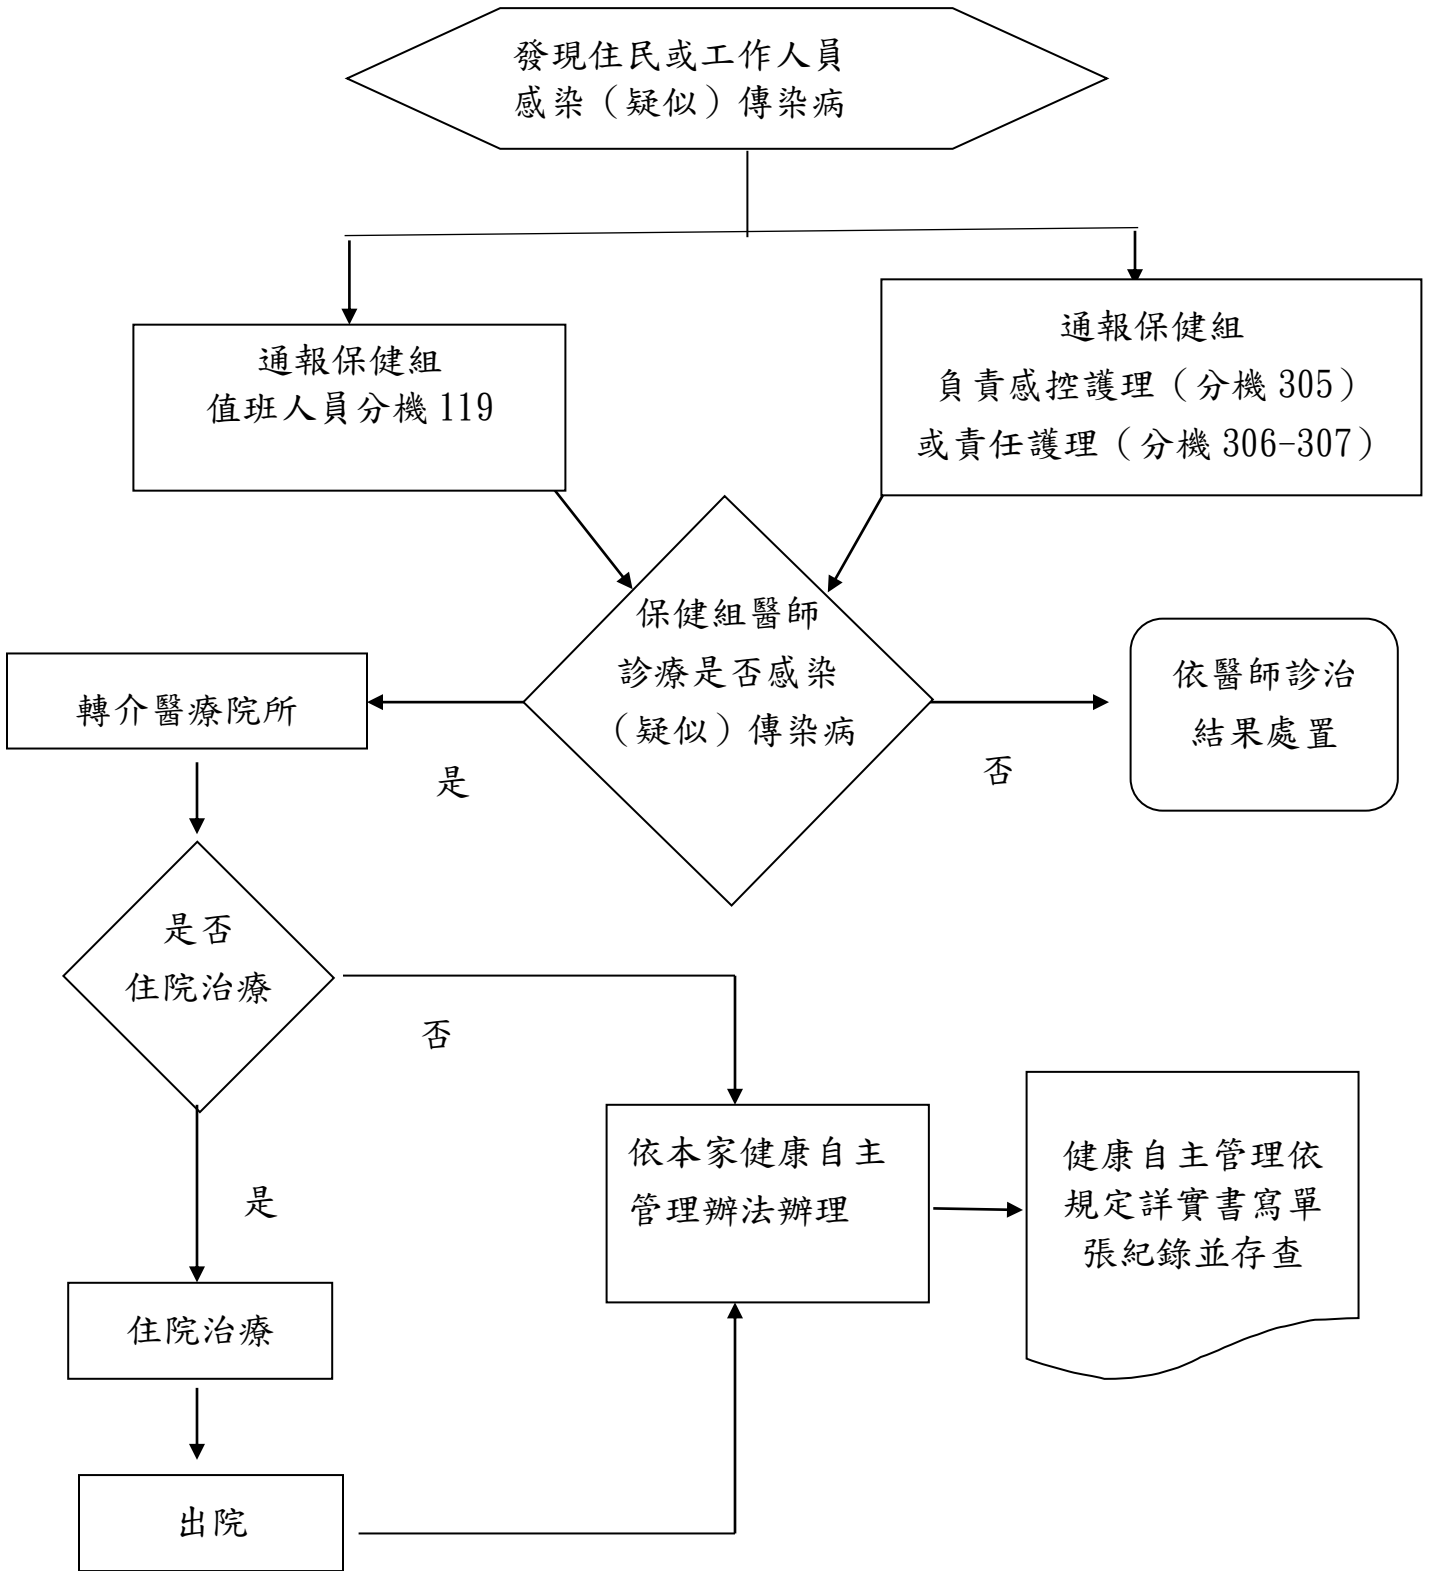 發現住民或工作人員
感染（疑似）傳染病
通報保健組
值班人員分機 119
通報保健組
負責感控護理（分機 305）
或責任護理（分機 306-307）
保健組醫師
診療是否感染
（疑似）傳染病
轉介醫療院所
依醫師診治
結果處置
是
否
是否
住院治療
否
依本家健康自主
管理辦法辦理
健康自主管理依
規定詳實書寫單
張紀錄並存查
是
住院治療
出院